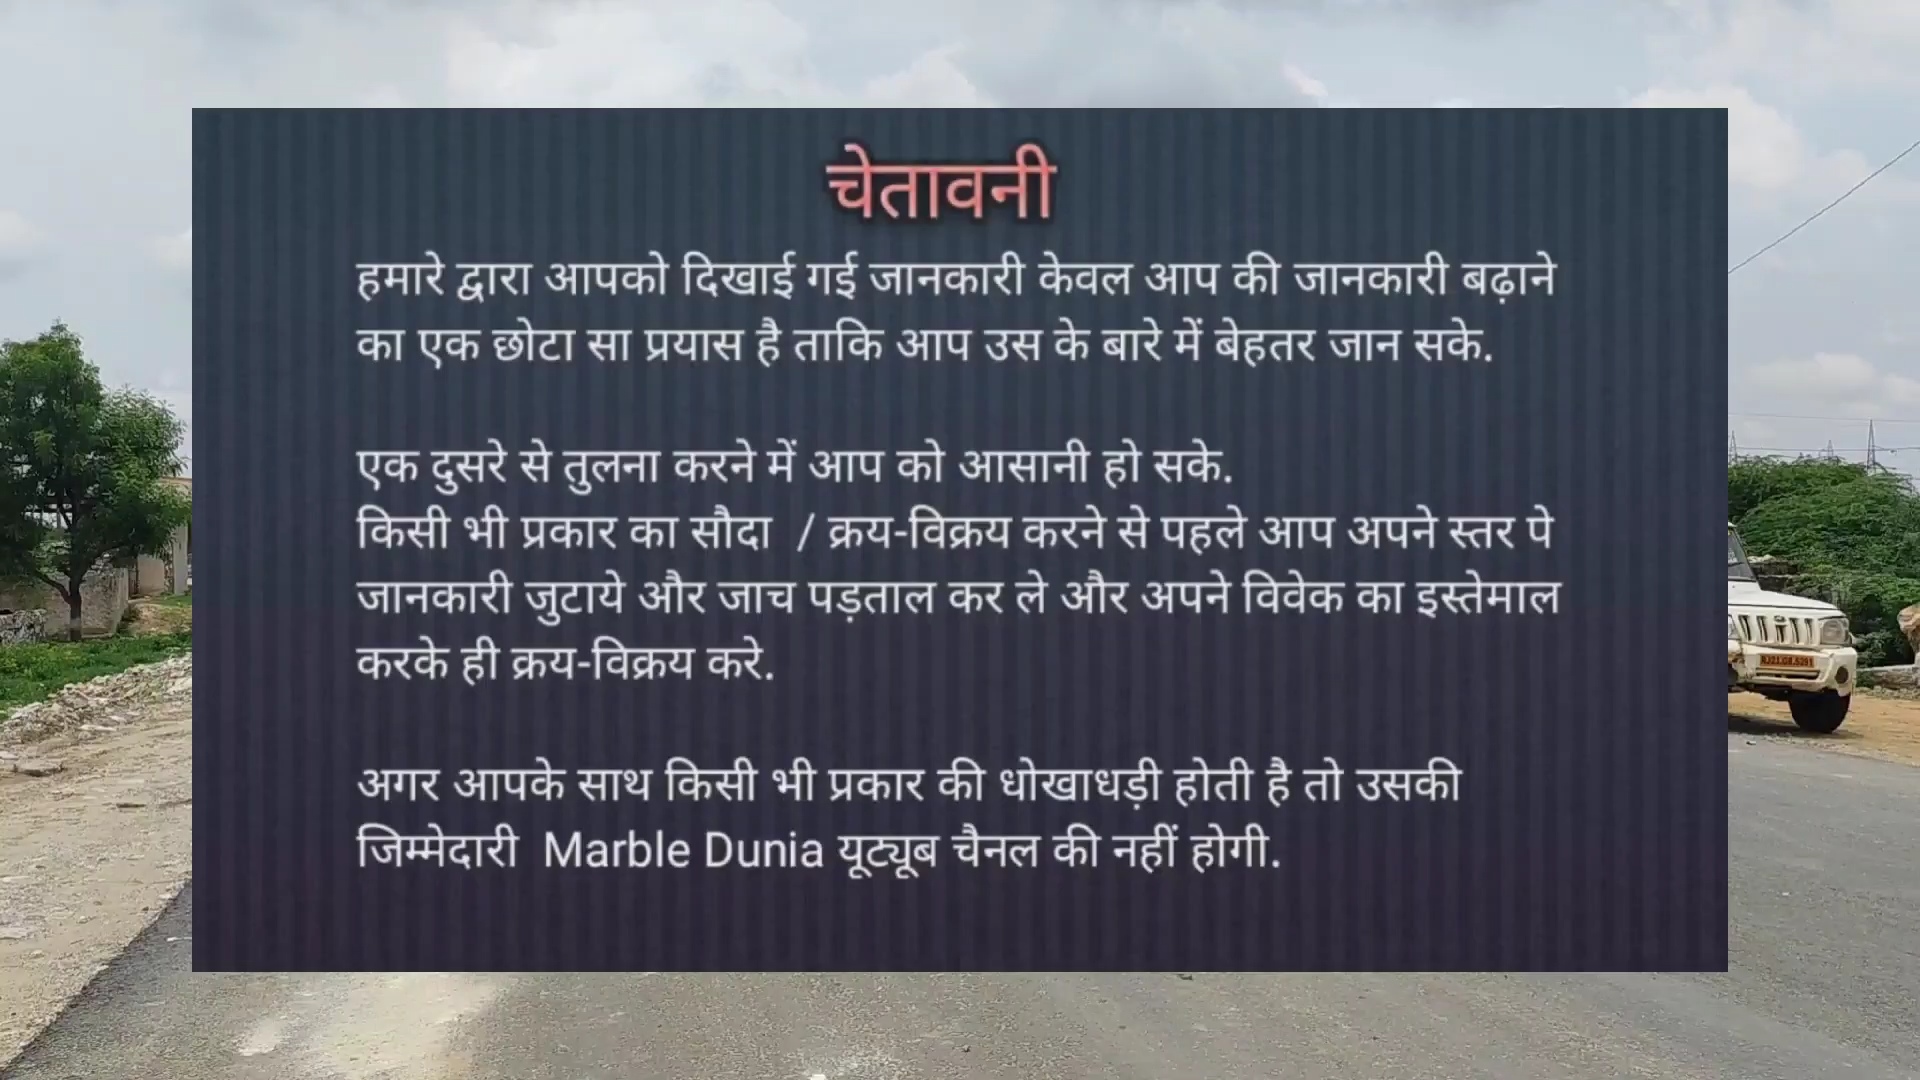 चेतावनी
हमारे द्वारा आपको दिखाई गई जानकारी केवल आप की जानकारी बढ़ाने
का एक छोटा सा प्रयास है ताकि आप उस के बारे में बेहतर जान सके.
एक दुसरे से तुलना करने में आप को आसानी हो सके.
किसी भी प्रकार का सौदा / क्रय-विक्रय करने से पहले आप अपने स्तर पे
जानकारी जुटाये और जाच पड़ताल कर ले और अपने विवेक का इस्तेमाल
करके ही क्रय-विक्रय करे.
अगर आपके साथ किसी भी प्रकार की धोखाधड़ी होती है तो उसकी
जिम्मेदारी Marble Dunia यूट्यूब चैनल की नहीं होगी.